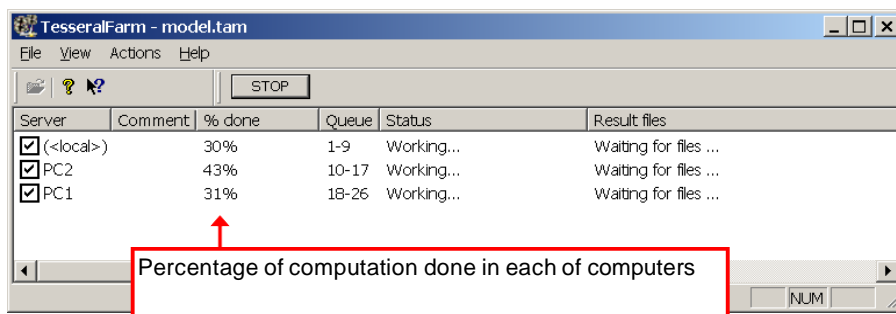 TesseralFarm - model.tam
File View Actions Help
STOP
Server Comment % done Queue Status Result files
(<local>) 30% 1-9 Working... Waiting for files ...
PC2 43% 10-17 Working... Waiting for files ...
PC1 31% 18-26 Working... Waiting for files ...
Percentage of computation done in each of computers
NUM